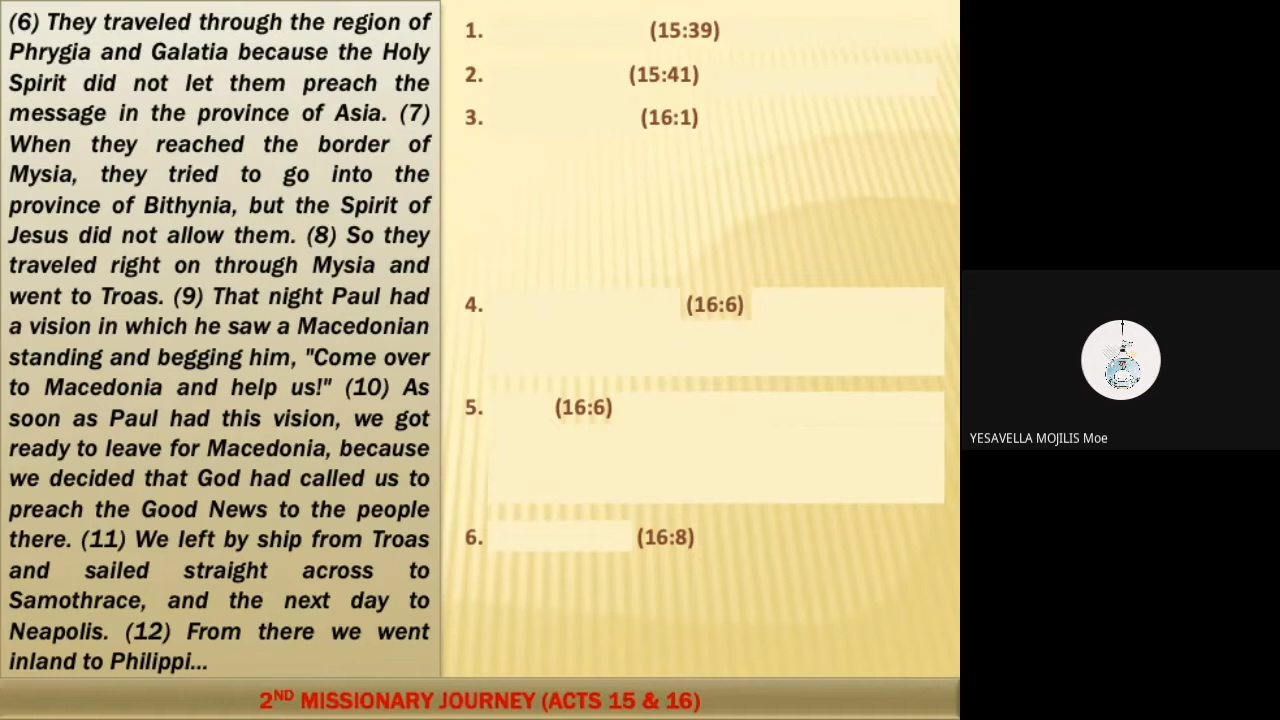 (6) They traveled through the region of
Phrygia and Galatia because the Holy
Spirit did not let them preach the
message in the province of Asia. (7)
When they reached the border of
Mysia, they tried to go into the
province of Bithynia, but the Spirit of
Jesus did not allow them. (8) So they
traveled right on through Mysia and
went to Troas. (9) That night Paul had
a vision in which he saw a Macedonian
standing and begging him, "Come over
to Macedonia and help us!" (10) As
soon as Paul had this vision, we got
ready to leave for Macedonia, because
we decided that God had called us to
preach the Good News to the people
there. (11) We left by ship from Troas
and sailed straight across to
Samothrace, and the next day to
Neapolis. (12) From there we went
inland to Philippi...
1. (15:39)
2. (15:41)
3. (16:1)
4. (16:6)
5. (16:6)
6. (16:8)
2ND MISSIONARY JOURNEY (ACTS 15 & 16)
YESAVELLA MOJILIS Moe